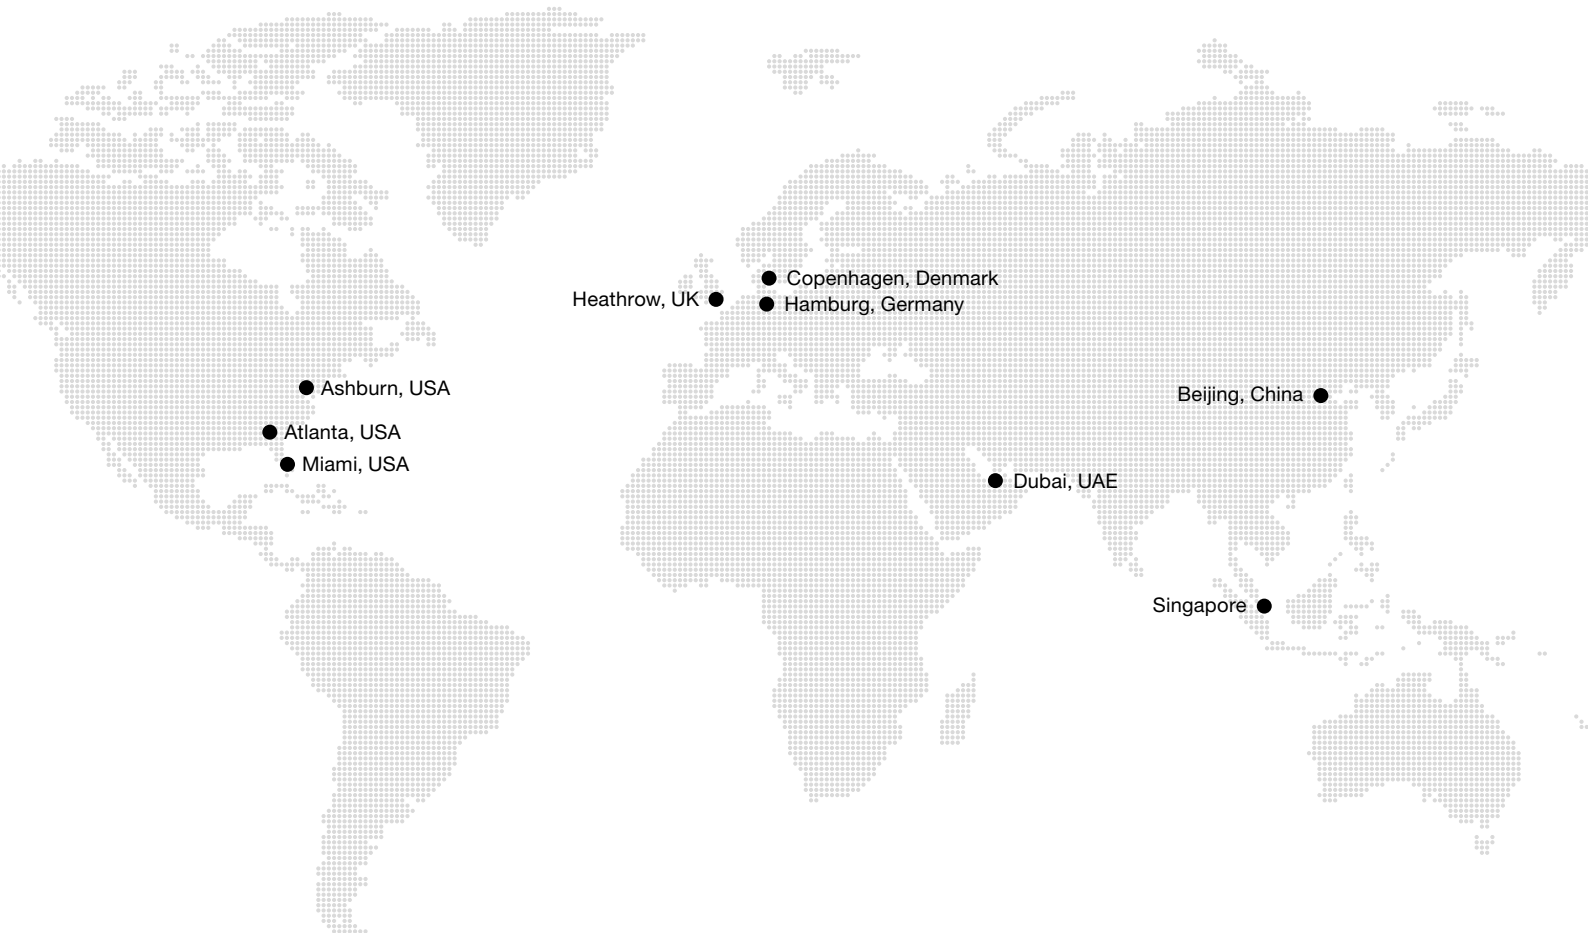 Copenhagen, Denmark
Heathrow, UK
Hamburg, Germany
Ashburn, USA
Beijing, China
Atlanta, USA
Miami, USA
Dubai, UAE
Singapore